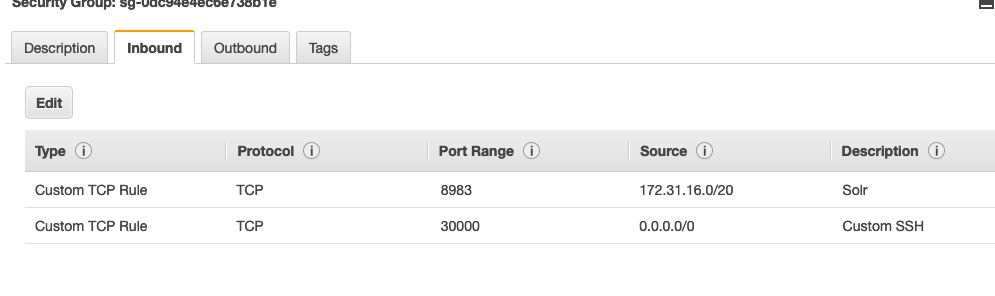 Security Group: sg-0dc94e4ec6e738b1e
Description Inbound Outbound Tags
Edit
Type i Protocol i Port Range i Source i Description i
Custom TCP Rule TCP 8983 172.31.16.0/20 Solr
Custom TCP Rule TCP 30000 0.0.0.0/0 Custom SSH